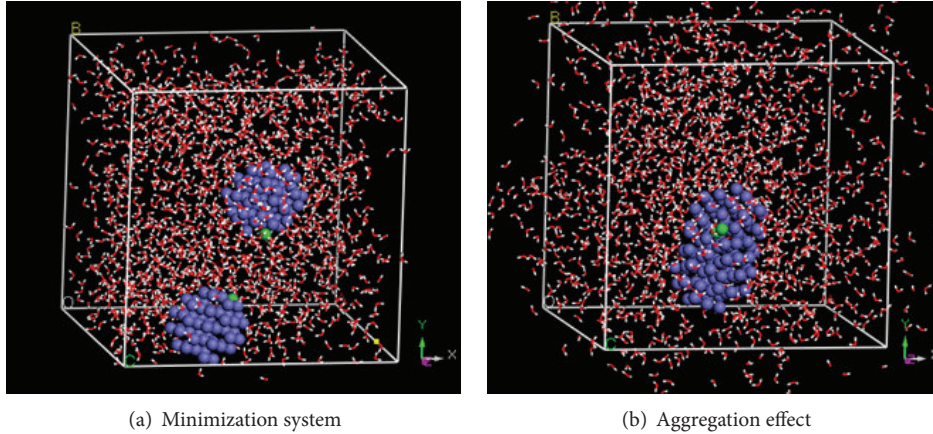 B
O
C
Y
X
Z
(a) Minimization system
B
O
C
Y
X
Z
(b) Aggregation effect